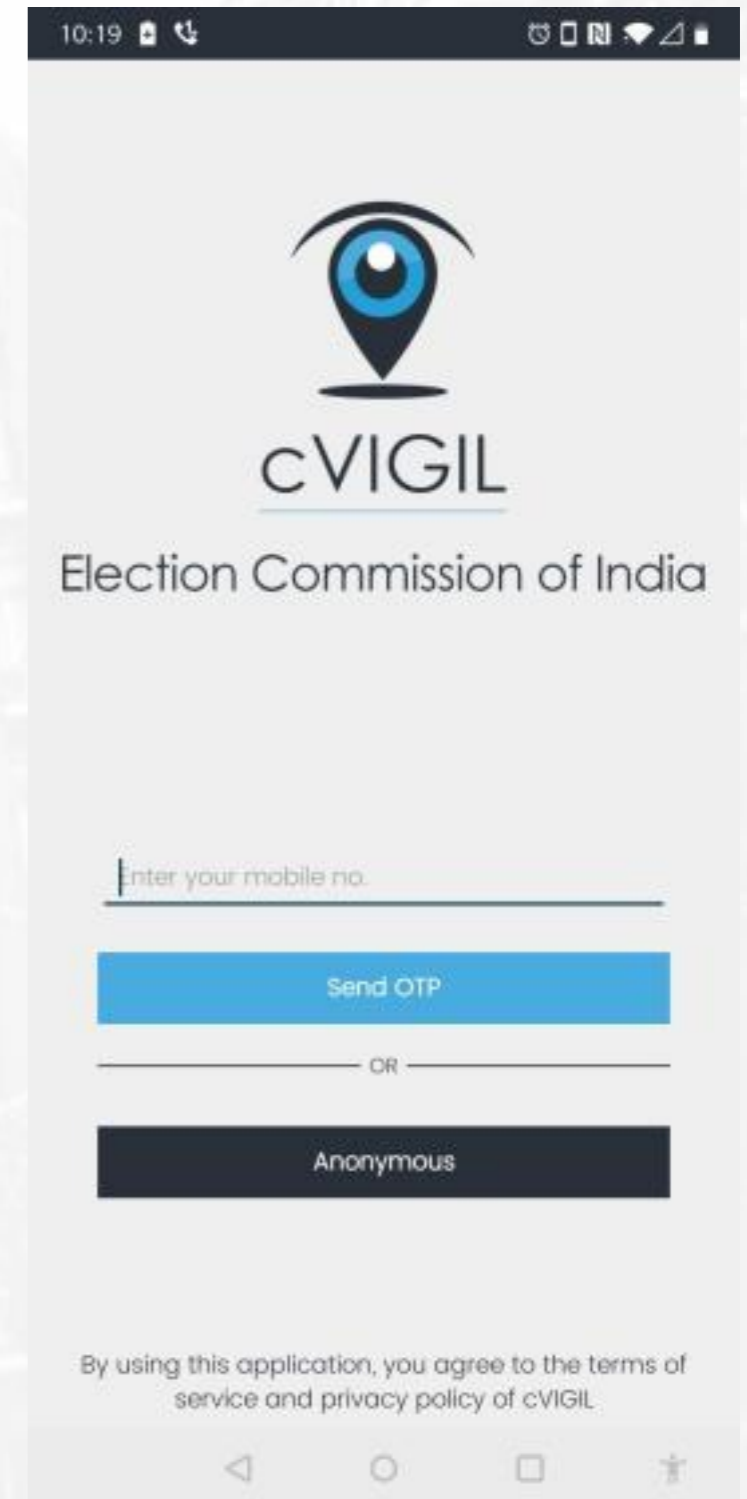 10:19
cVIGIL
Election Commission of India
Enter your mobile no.
Send OTP
OR
Anonymous
By using this application, you agree to the terms of
service and privacy policy of cVIGIL